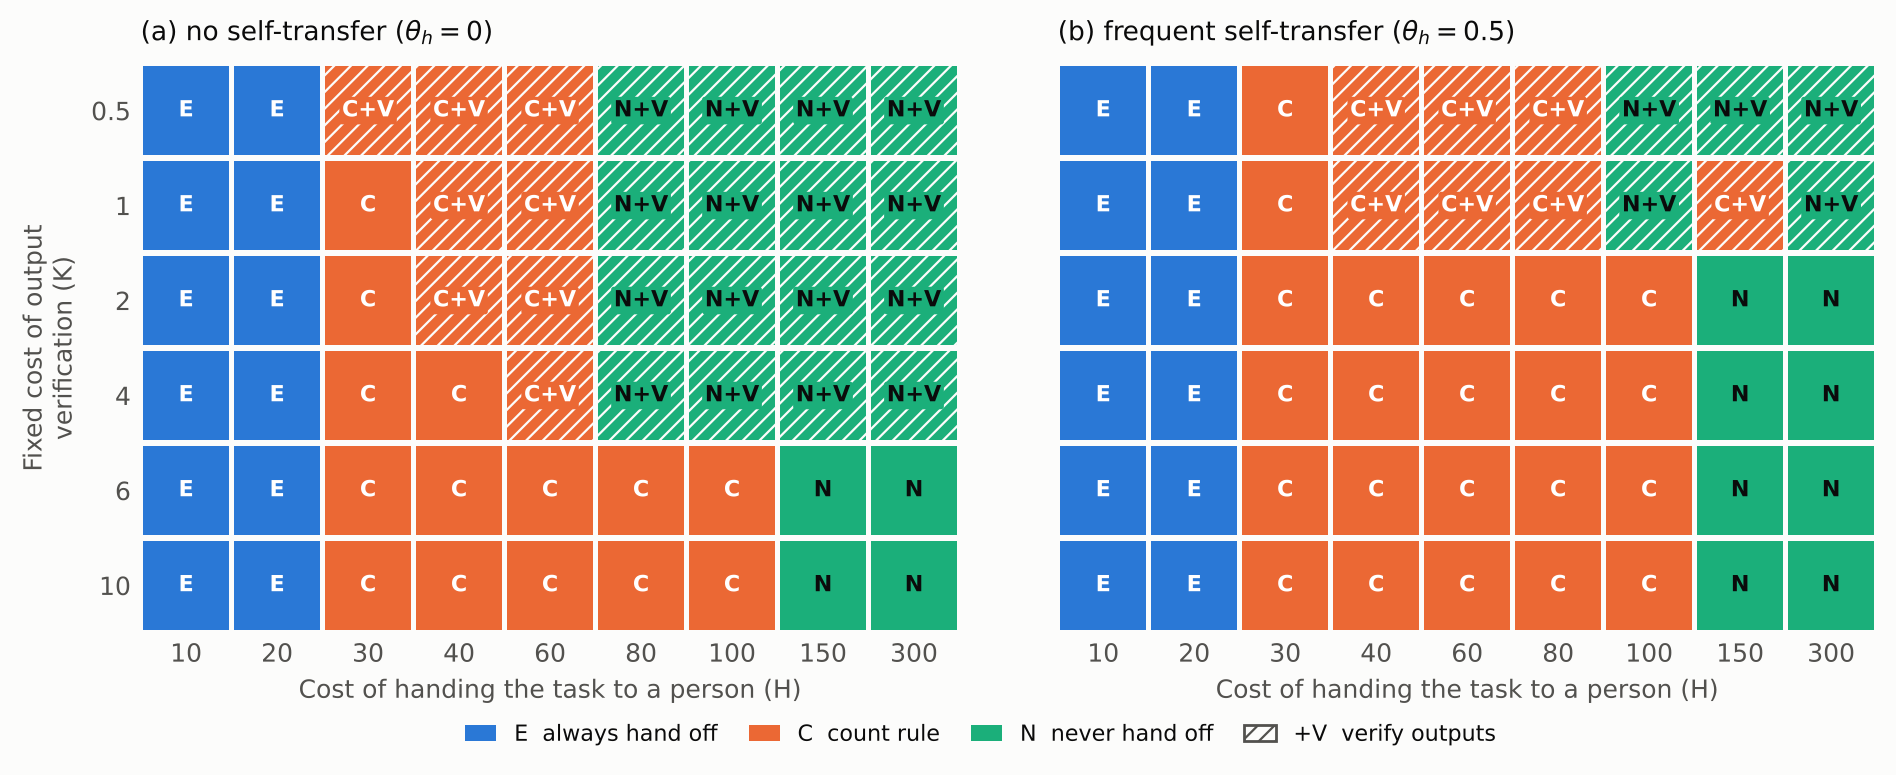 (a) no self-transfer (θh = 0)
(b) frequent self-transfer (θh = 0.5)
Fixed cost of output
verification (K)
0.5 E E C+V C+V C+V N+V N+V N+V N+V
1 E E C C+V C+V N+V N+V N+V N+V
2 E E C C+V C+V N+V N+V N+V N+V
4 E E C C C+V N+V N+V N+V N+V
6 E E C C C C C N N
10 E E C C C C C N N
10 20 30 40 60 80 100 150 300
Cost of handing the task to a person (H)
E E C C+V C+V C+V N+V N+V N+V
E E C C+V C+V C+V N+V C+V N+V
E E C C C C C N N
E E C C C C C N N
E E C C C C C N N
E E C C C C C N N
10 20 30 40 60 80 100 150 300
Cost of handing the task to a person (H)
E always hand off C count rule N never hand off +V verify outputs